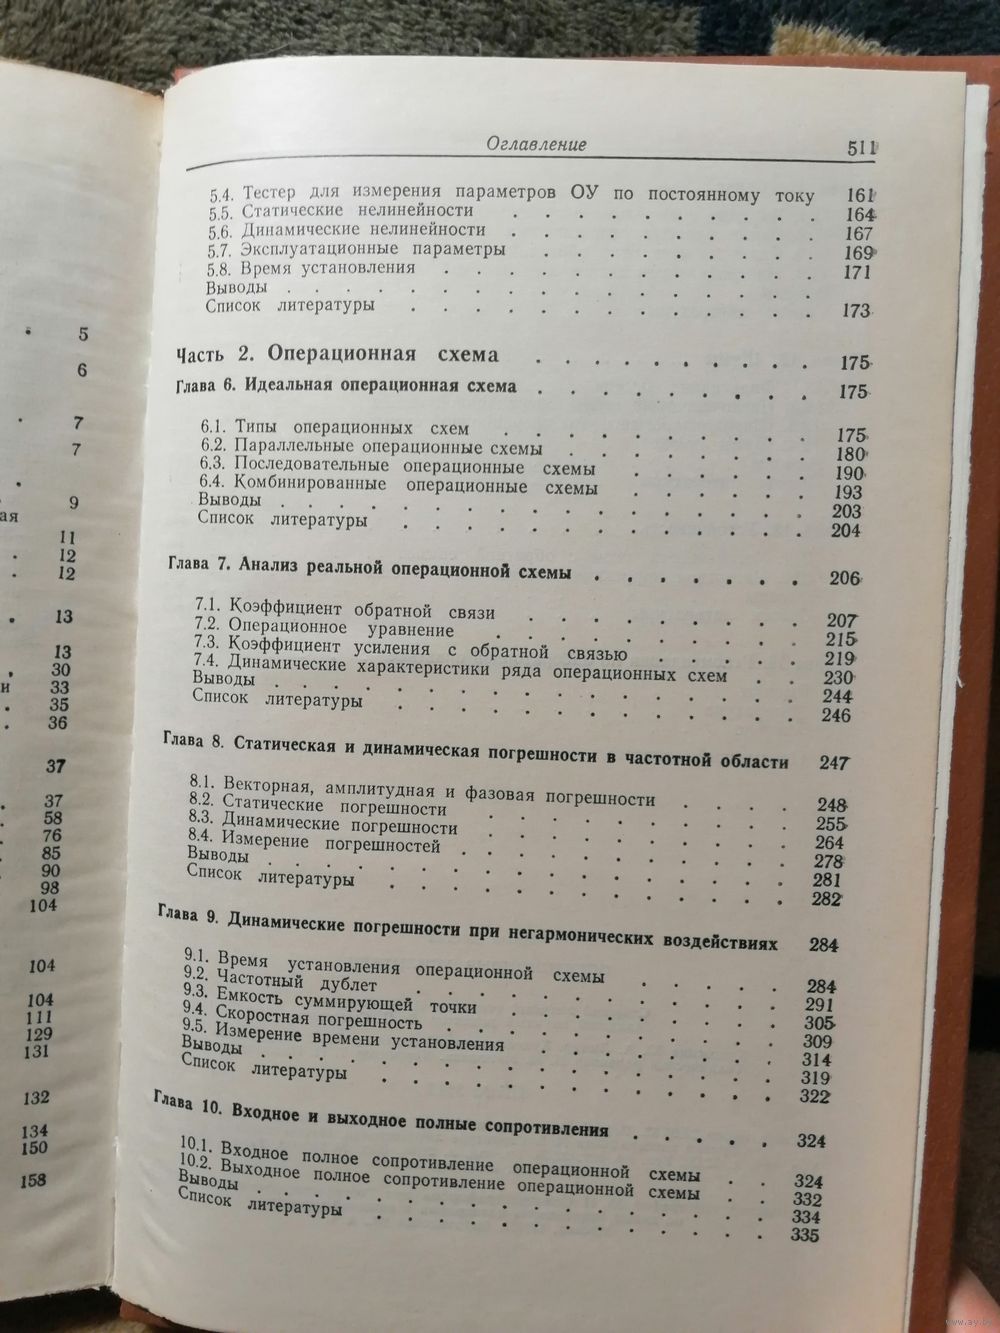 5
6
7
7
9
ая
11
12
12
13
13
30
и 33
35
36
37
37
58
76
85
90
98
104
104
104
111
129
131
132
134
150
158
Оглавление 511
5.4. Тестер для измерения параметров ОУ по постоянному току 161
5.5. Статические нелинейности . . . . . . . . . . 164
5.6. Динамические нелинейности . . . . . . . . . . 167
5.7. Эксплуатационные параметры . . . . . . . . . 169
5.8. Время установления . . . . . . . . . . . . 171
Выводы . . . . . . . . . . . . . . . . .
Список литературы . . . . . . . . . . . . . 173
Часть 2. Операционная схема . . . . . . . . . 175
Глава 6. Идеальная операционная схема . . . . . . . . . 175
6.1. Типы операционных схем . . . . . . . . . . 175
6.2. Параллельные операционные схемы . . . . . . . . 180
6.3. Последовательные операционные схемы . . . . . . 190
6.4. Комбинированные операционные схемы . . . . . . 193
Выводы . . . . . . . . . . . . . . . . . 203
Список литературы . . . . . . . . . . . . . 204
Глава 7. Анализ реальной операционной схемы . . . . . . . 206
7.1. Коэффициент обратной связи . . . . . . . . . 207
7.2. Операционное уравнение . . . . . . . . . . 215
7.3. Коэффициент усиления с обратной связью . . . . . 219
7.4. Динамические характеристики ряда операционных схем . . 230
Выводы . . . . . . . . . . . . . . . . . 244
Список литературы . . . . . . . . . . . . . 246
Глава 8. Статическая и динамическая погрешности в частотной области 247
8.1. Векторная, амплитудная и фазовая погрешности . . . . 248
8.2. Статические погрешности . . . . . . . . . . 255
8.3. Динамические погрешности . . . . . . . . . . 264
8.4. Измерение погрешностей . . . . . . . . . . . 278
Выводы . . . . . . . . . . . . . . . . . 281
Список литературы . . . . . . . . . . . . . 282
Глава 9. Динамические погрешности при негармонических воздействиях 284
9.1. Время установления операционной схемы . . . . . 284
9.2. Частотный дублет . . . . . . . . . . . . 291
9.3. Емкость суммирующей точки . . . . . . . . . 305
9.4. Скоростная погрешность . . . . . . . . . . . 309
9.5. Измерение времени установления . . . . . . . . 314
Выводы . . . . . . . . . . . . . . . . . 319
Список литературы . . . . . . . . . . . . . 322
Глава 10. Входное и выходное полные сопротивления . . . . . 324
10.1. Входное полное сопротивление операционной схемы . . 324
10.2. Выходное полное сопротивление операционной схемы . . 332
Выводы . . . . . . . . . . . . . . . . . 334
Список литературы . . . . . . . . . . . . . 335